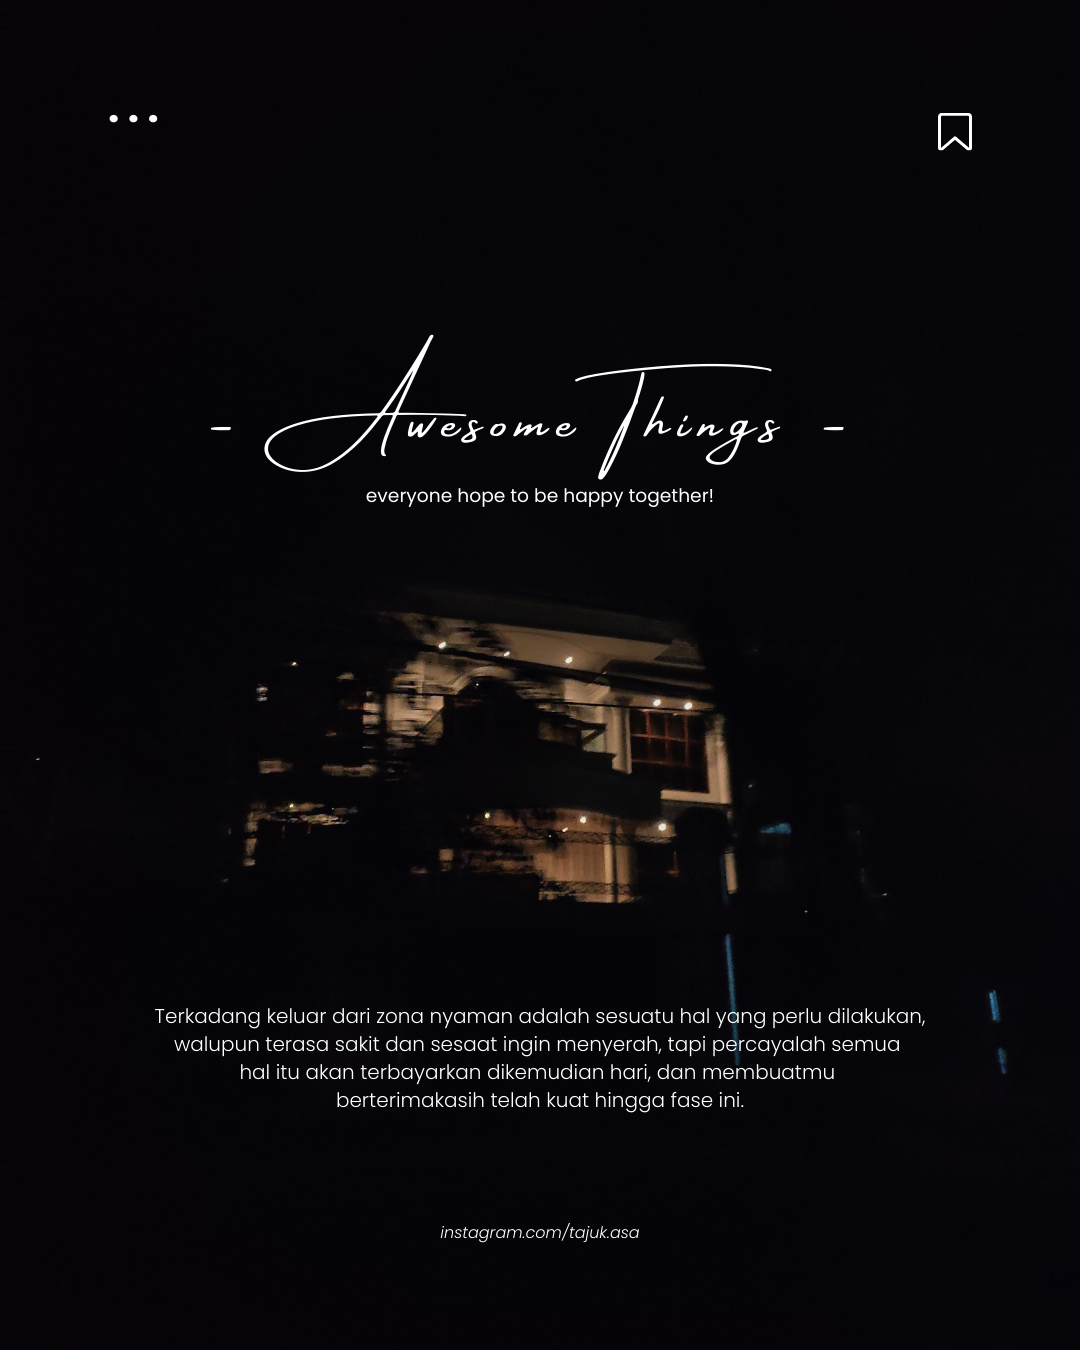 - Awesome Things -
everyone hope to be happy together!
Terkadang keluar dari zona nyaman adalah sesuatu hal yang perlu dilakukan,
walupun terasa sakit dan sesaat ingin menyerah, tapi percayalah semua
hal itu akan terbayarkan dikemudian hari, dan membuatmu
berterimakasih telah kuat hingga fase ini.
instagram.com/tajuk.asa